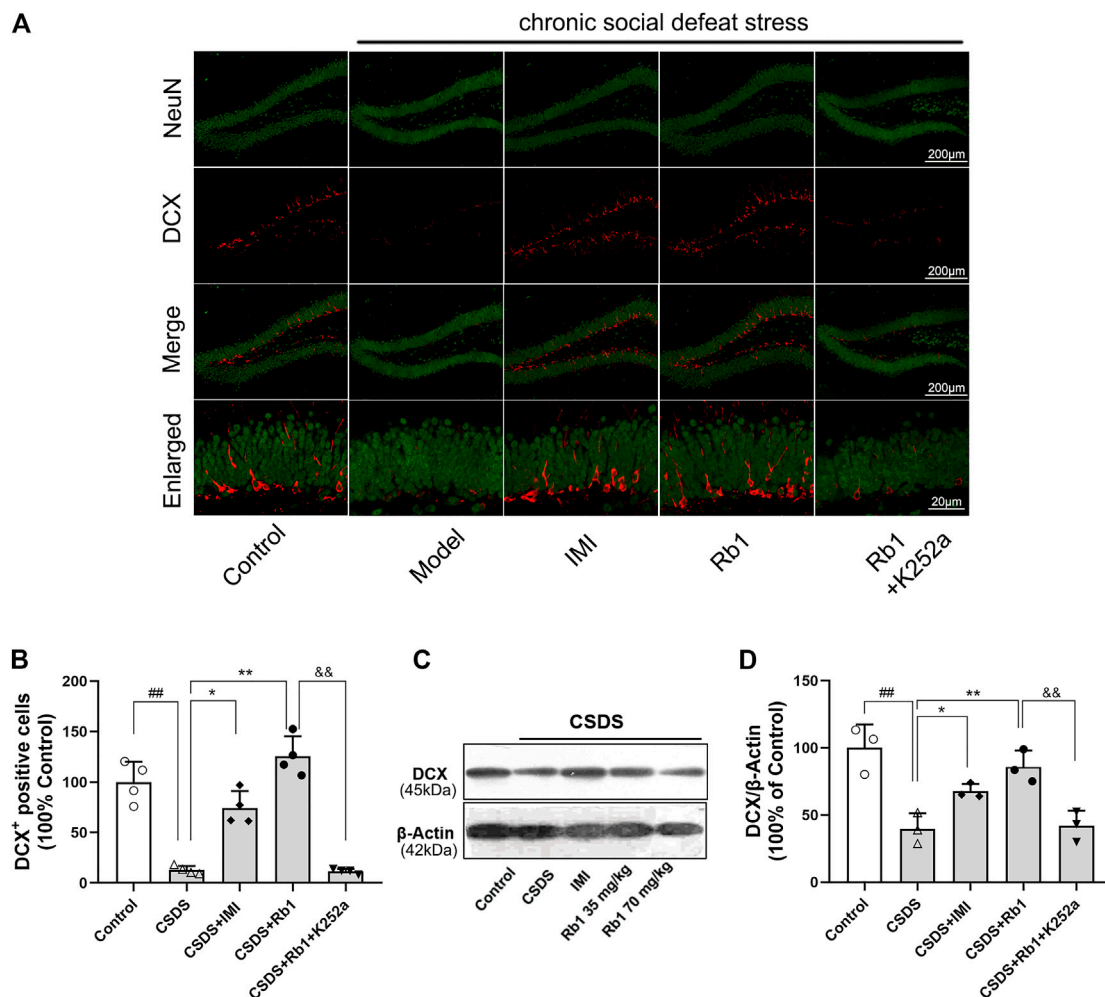 A
chronic social defeat stress
NeuN
200μm
DCX
200μm
Merge
200μm
Enlarged
20μm
Control
Model
IMI
Rb1
Rb1
+K252a
B
DCX+ positive cells
(100% Control)
200
150
100
50
0
##
*
**
&&
Control
CSDS
CSDS+IMI
CSDS+Rb1
CSDS+Rb1+K252a
C
CSDS
DCX
(45kDa)
β-Actin
(42kDa)
Control
CSDS
IMI
Rb1 35 mg/kg
Rb1 70 mg/kg
D
DCX/β-Actin
(100% of Control)
150
100
50
0
##
*
**
&&
Control
CSDS
CSDS+IMI
CSDS+Rb1
CSDS+Rb1+K252a